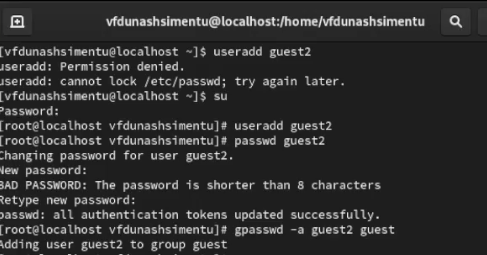 vfdunashsimentu@localhost:/home/vfdunashsimentu
[vfdunashsimentu@localhost ~]$ useradd guest2
useradd: Permission denied.
useradd: cannot lock /etc/passwd; try again later.
[vfdunashsimentu@localhost ~]$ su
Password:
[root@localhost vfdunashsimentu]# useradd guest2
[root@localhost vfdunashsimentu]# passwd guest2
Changing password for user guest2.
New password:
BAD PASSWORD: The password is shorter than 8 characters
Retype new password:
passwd: all authentication tokens updated successfully.
[root@localhost vfdunashsimentu]# gpasswd -a guest2 guest
Adding user guest2 to group guest